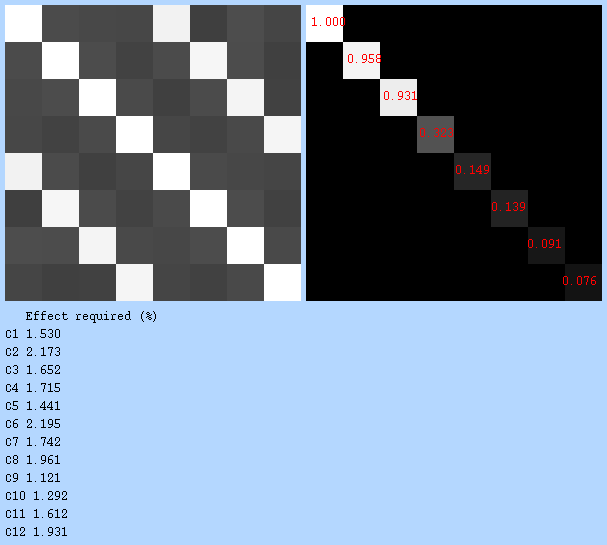 1.000
0.958
0.931
0.149
0.139
0.091
0.076
Effect required (%)
C1 1.530
C2 2.173
C3 1.652
C4 1.715
C5 1.441
C6 2.195
C7 1.742
C8 1.961
C9 1.121
C10 1.292
C11 1.612
C12 1.931